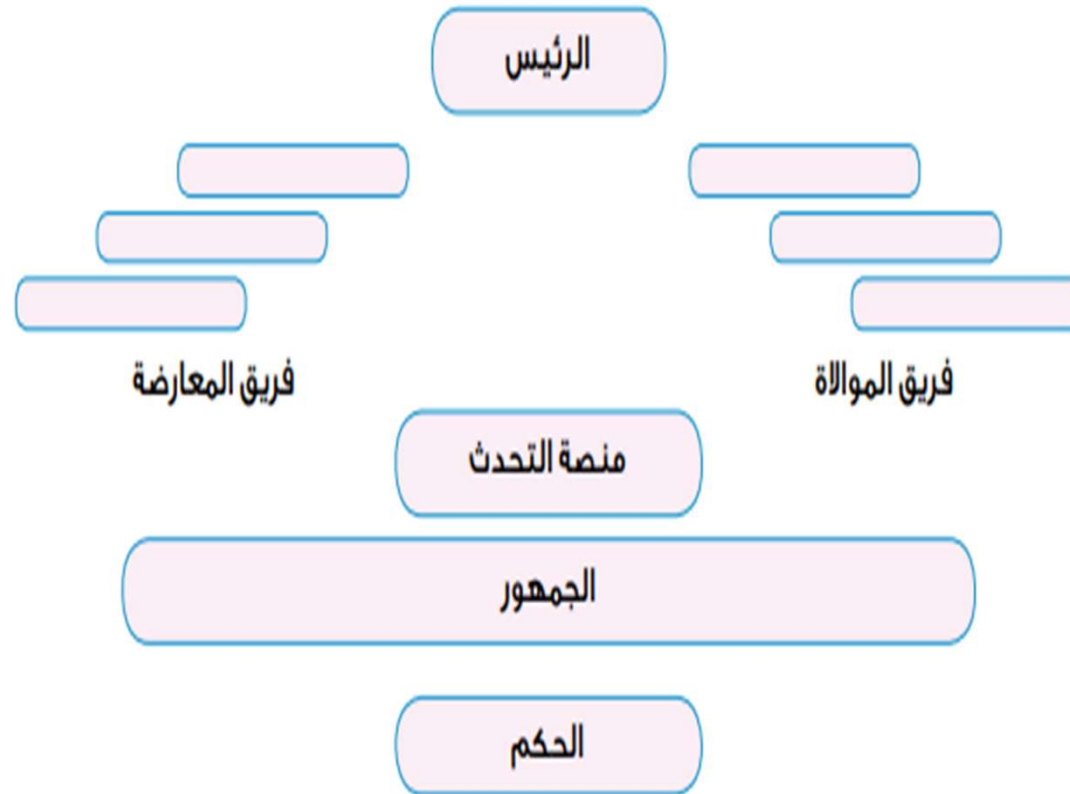 الرئيس
فريق الموالاة
فريق المعارضة
منصة التحدث
الجمهور
الحكم